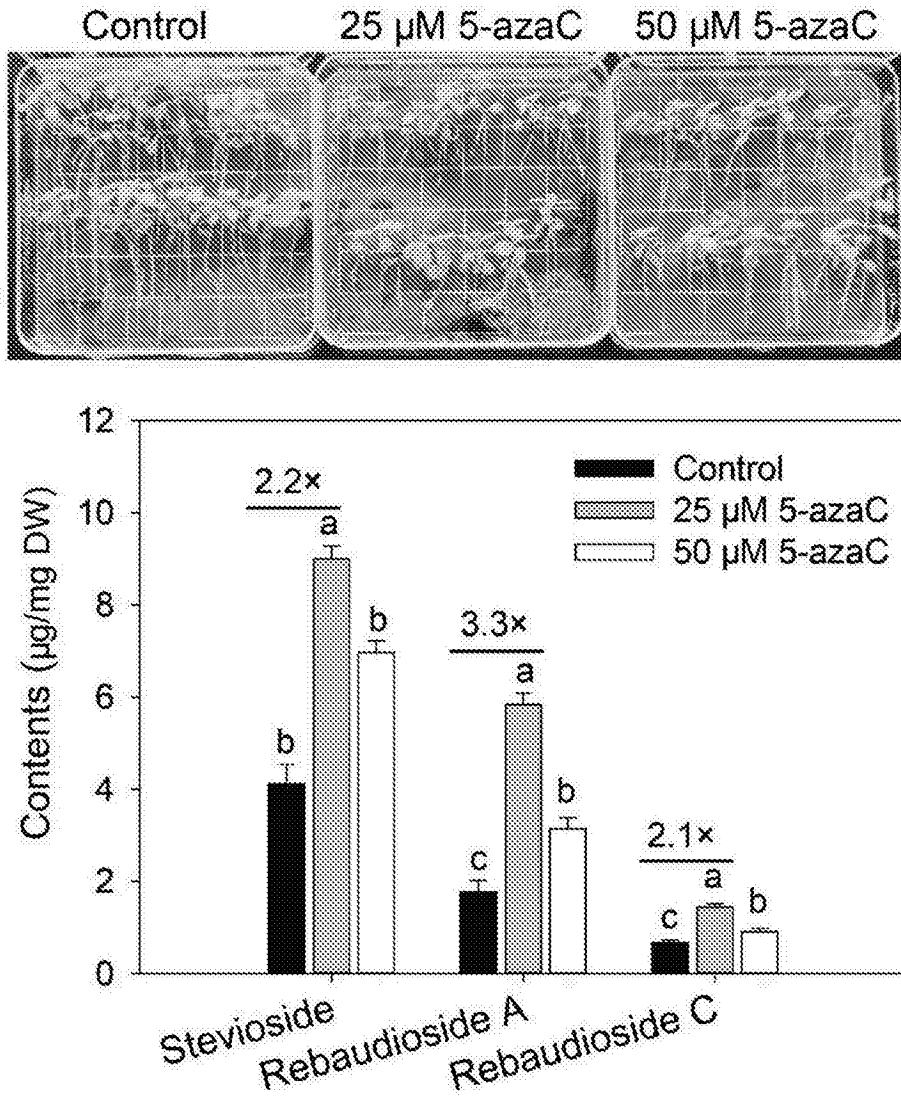 Control 25 µM 5-azaC 50 µM 5-azaC
12
10
8
6
4
2
0
Contents (µg/mg DW)
Control
25 µM 5-azaC
50 µM 5-azaC
2.2×
b a b
3.3×
c a b
2.1×
c a b
Stevioside
Rebaudioside A
Rebaudioside C